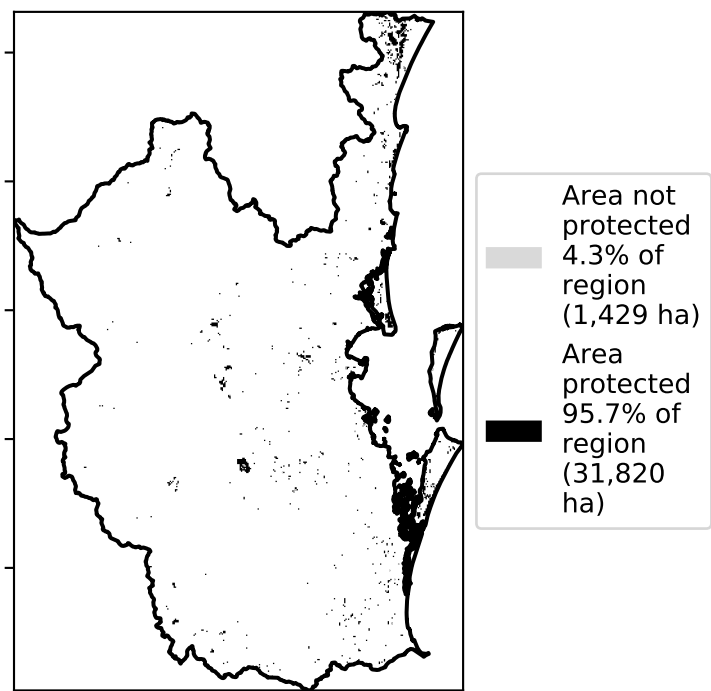 Area not
protected
4.3% of
region
(1,429 ha)
Area
protected
95.7% of
region
(31,820
ha)